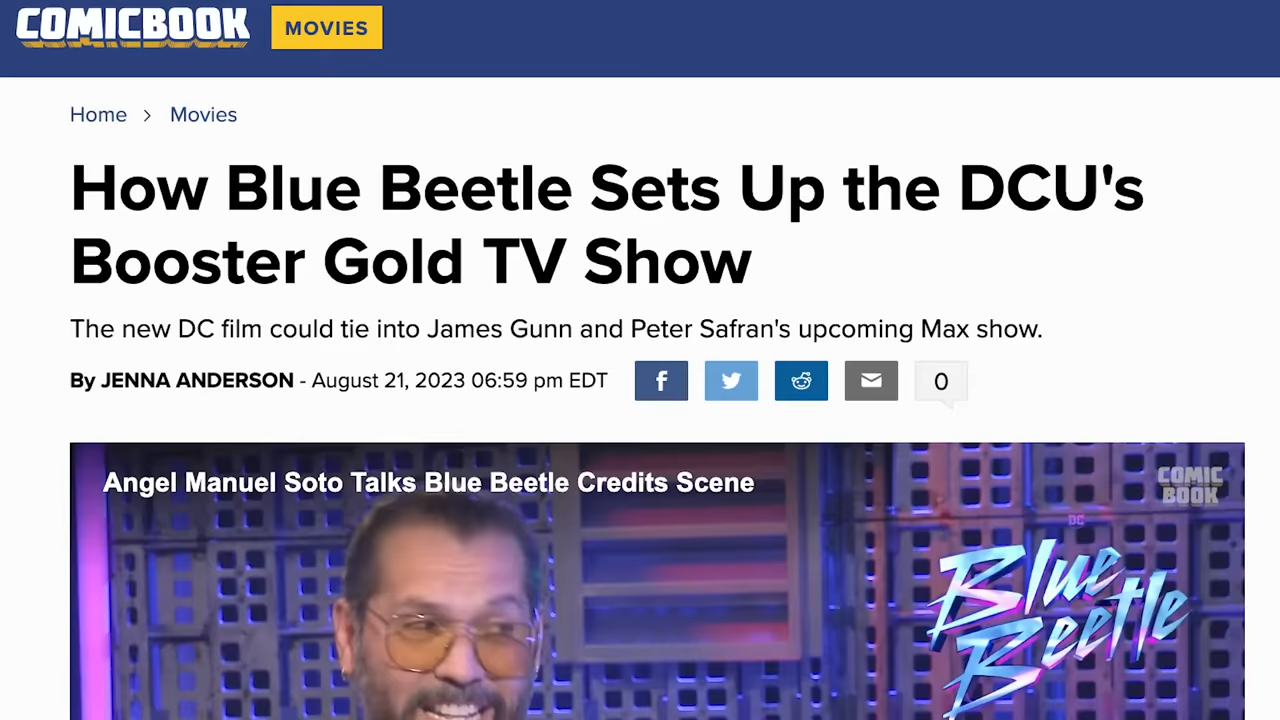 COMICBOOK MOVIES
Home > Movies
How Blue Beetle Sets Up the DCU's
Booster Gold TV Show
The new DC film could tie into James Gunn and Peter Safran's upcoming Max show.
By JENNA ANDERSON - August 21, 2023 06:59 pm EDT
f
0
Angel Manuel Soto Talks Blue Beetle Credits Scene
COMIC
BOOK
DC
Blue
Beetle